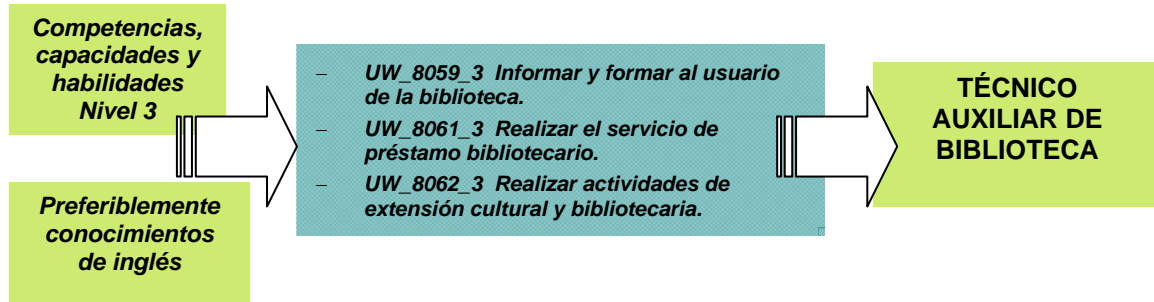 Competencias,
capacidades y
habilidades
Nivel 3
Preferiblemente
conocimientos
de inglés
– UW_8059_3 Informar y formar al usuario
de la biblioteca.
– UW_8061_3 Realizar el servicio de
préstamo bibliotecario.
– UW_8062_3 Realizar actividades de
extensión cultural y bibliotecaria.
TÉCNICO
AUXILIAR DE
BIBLIOTECA